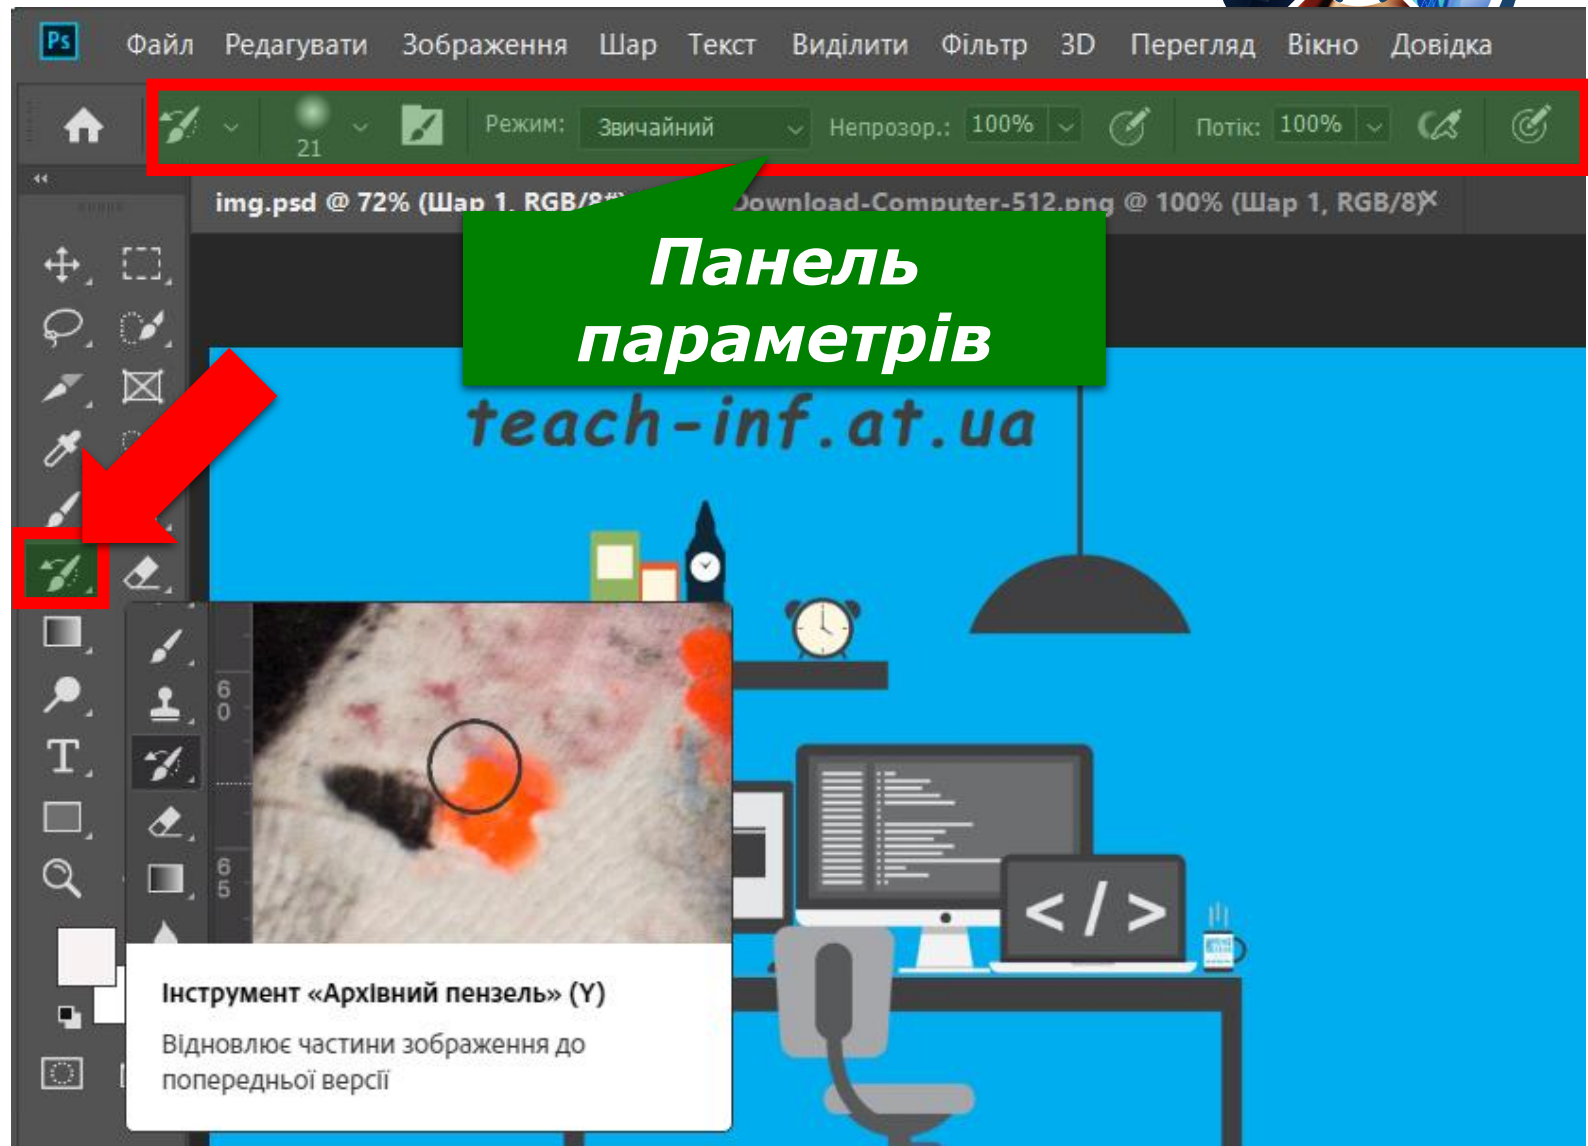 Ps Файл Редагувати Зображення Шар Текст Виділити Фільтр 3D Перегляд Вікно Довідка
21 Режим: Звичайний Непрозор.: 100% Потік: 100%
img.psd @ 72% (Шар 1, RGB/8#) Download-Computer-512.png @ 100% (Шар 1, RGB/8)
Панель
параметрів
teach-inf.at.ua
T
60
65
</>
Інструмент «Архівний пензель» (Y)
Відновлює частини зображення до
попередньої версії